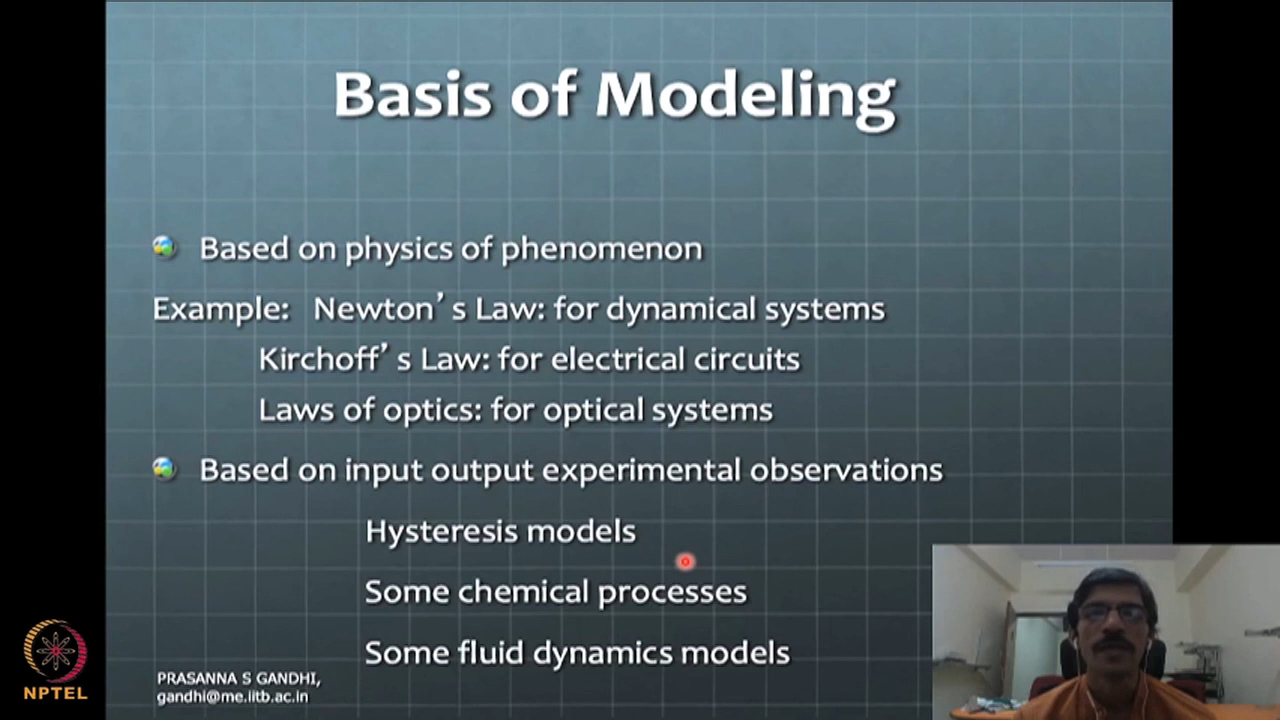 Basis of Modeling
Based on physics of phenomenon
Example: Newton's Law: for dynamical systems
Kirchoff's Law: for electrical circuits
Laws of optics: for optical systems
Based on input output experimental observations
Hysteresis models
Some chemical processes
Some fluid dynamics models
PRASANNA S GANDHI,
gandhi@me.iitb.ac.in
NPTEL